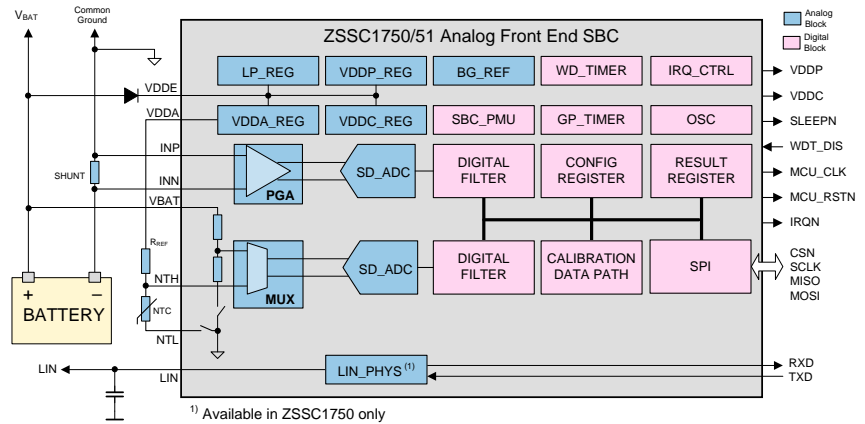 V_BAT
Common
Ground
ZSSC1750/51 Analog Front End SBC
Analog
Block
Digital
Block
LP_REG
VDDP_REG
BG_REF
WD_TIMER
IRQ_CTRL
VDDP
VDDE
VDDC
VDDA
VDDA_REG
VDDC_REG
SBC_PMU
GP_TIMER
OSC
SLEEPN
INP
WDT_DIS
SHUNT
PGA
SD_ADC
DIGITAL
FILTER
CONFIG
REGISTER
RESULT
REGISTER
MCU_CLK
INN
MCU_RSTN
VBAT
IRQN
R_REF
NTH
MUX
SD_ADC
DIGITAL
FILTER
CALIBRATION
DATA PATH
SPI
CSN
SCLK
MISO
MOSI
+
–
BATTERY
NTC
NTL
LIN
LIN
LIN_PHYS (1)
RXD
TXD
1) Available in ZSSC1750 only